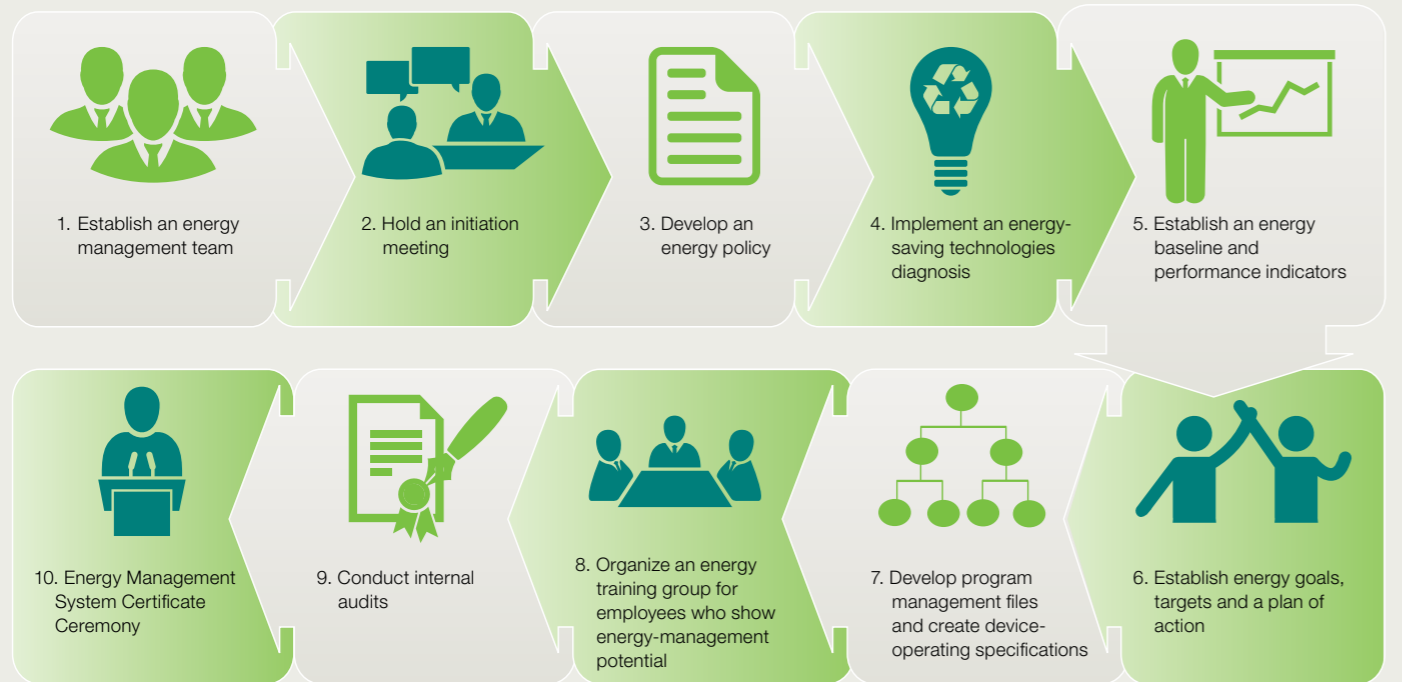 1. Establish an energy
management team
2. Hold an initiation
meeting
3. Develop an
energy policy
4. Implement an energy-
saving technologies
diagnosis
5. Establish an energy
baseline and
performance indicators
6. Establish energy goals,
targets and a plan of
action
7. Develop program
management files
and create device-
operating specifications
8. Organize an energy
training group for
employees who show
energy-management
potential
9. Conduct internal
audits
10. Energy Management
System Certificate
Ceremony